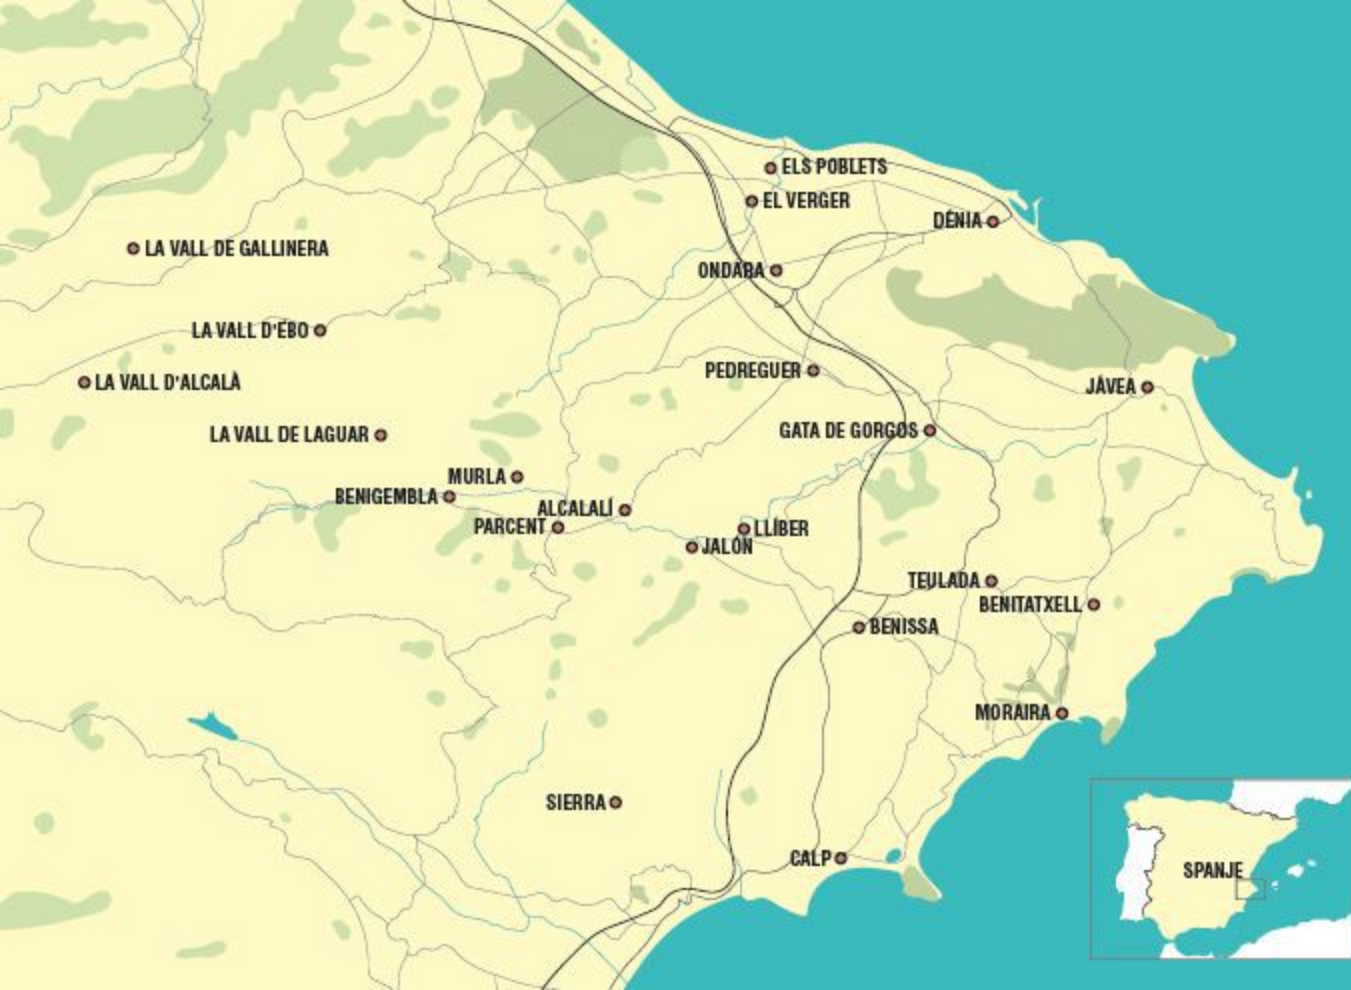 ELS POBLETS
EL VERGER
DÉNIA
LA VALL DE GALLINERA
ONDARA
LA VALL D'EBO
PEDREGUER
LA VALL D'ALCALÀ
JÁVEA
GATA DE GORGOS
LA VALL DE LAGUAR
MURLA
BENIGEMBLA
ALCALALÍ
PARCENT
LLÍBER
JALÓN
TEULADA
BENITATXELL
BENISSA
MORAIRA
SIERRA
CALP
SPANJE